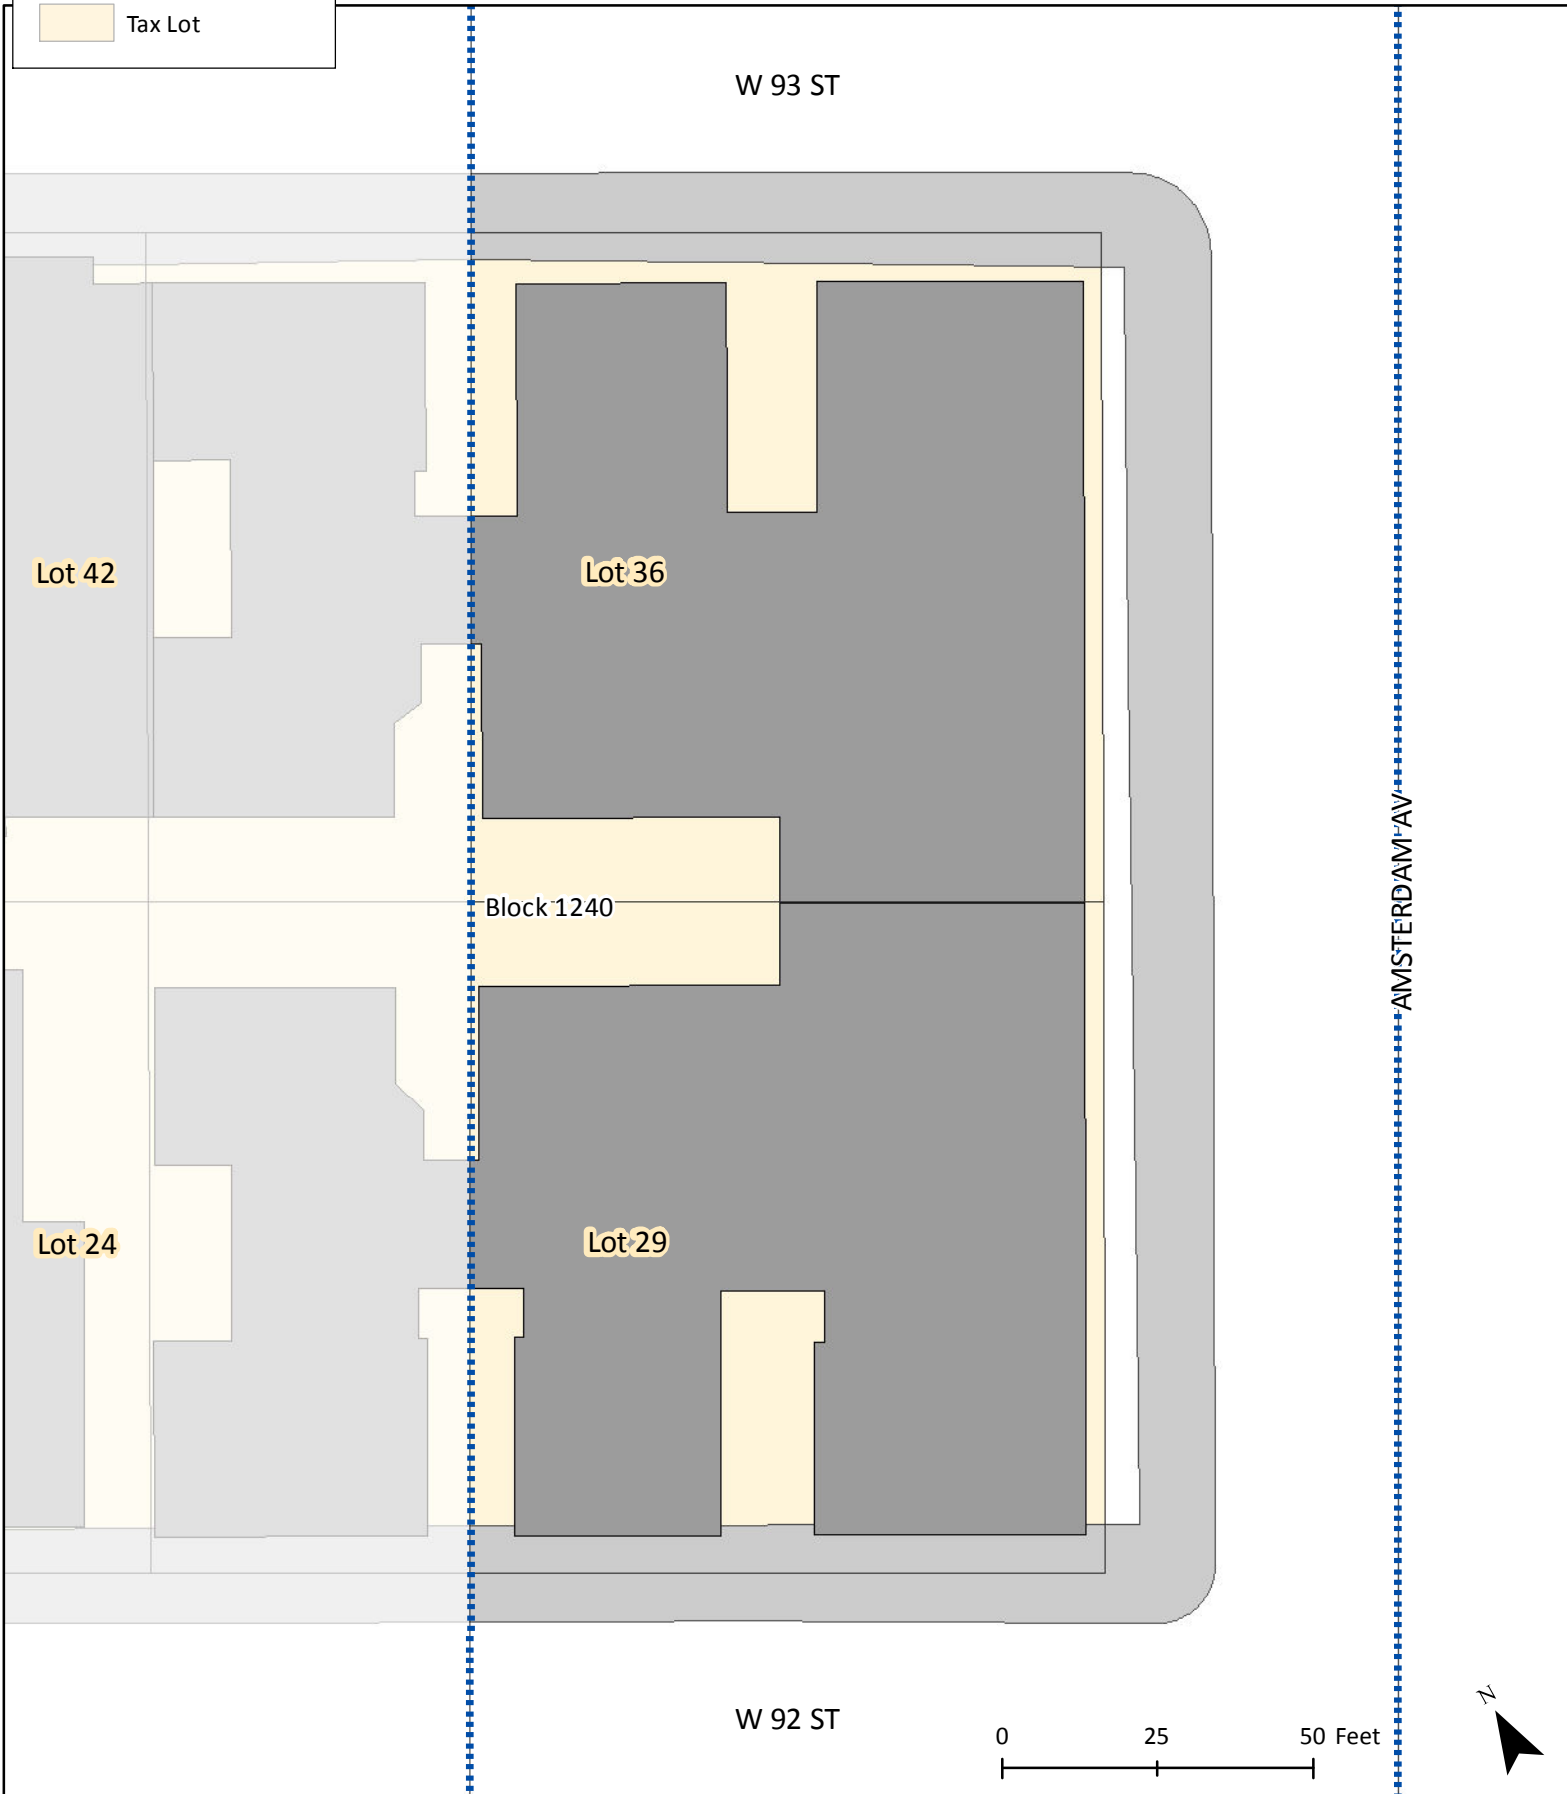 Tax Lot
W 93 ST
Lot 42
Lot 36
Block 1240
AMSTERDAM AV
Lot 24
Lot 29
W 92 ST
N
0 25 50 Feet